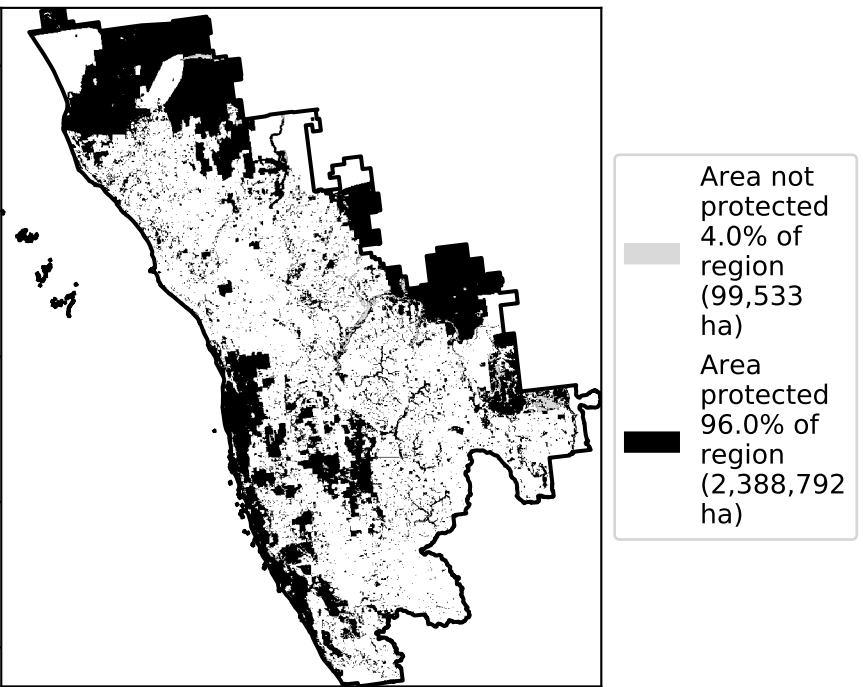 Area not
protected
4.0% of
region
(99,533
ha)
Area
protected
96.0% of
region
(2,388,792
ha)